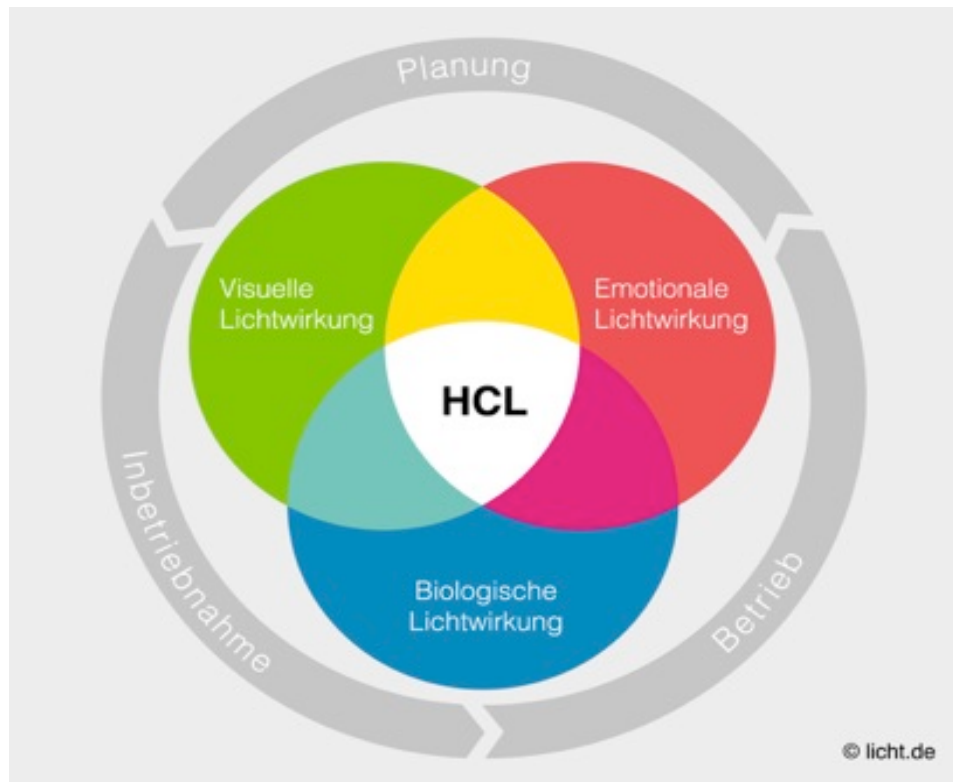 Planung
Visuelle
Lichtwirkung
Emotionale
Lichtwirkung
HCL
Biologische
Lichtwirkung
Inbetriebnahme
Betrieb
© licht.de